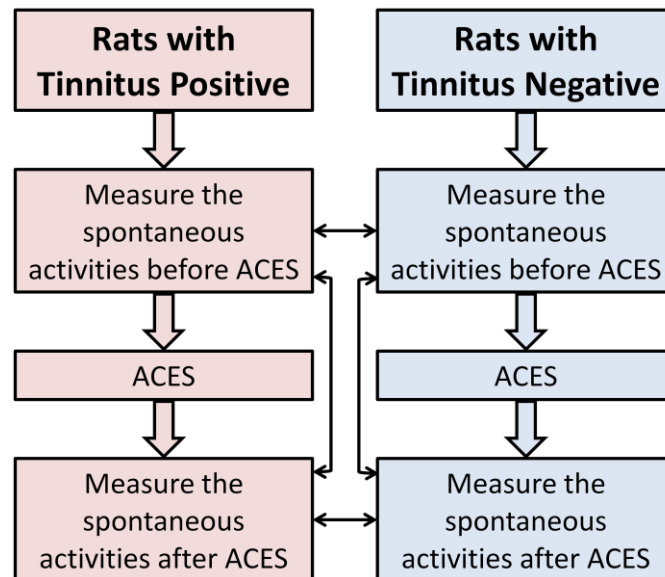 Rats with
Tinnitus Positive
Measure the
spontaneous
activities before ACES
ACES
Measure the
spontaneous
activities after ACES
Rats with
Tinnitus Negative
Measure the
spontaneous
activities before ACES
ACES
Measure the
spontaneous
activities after ACES